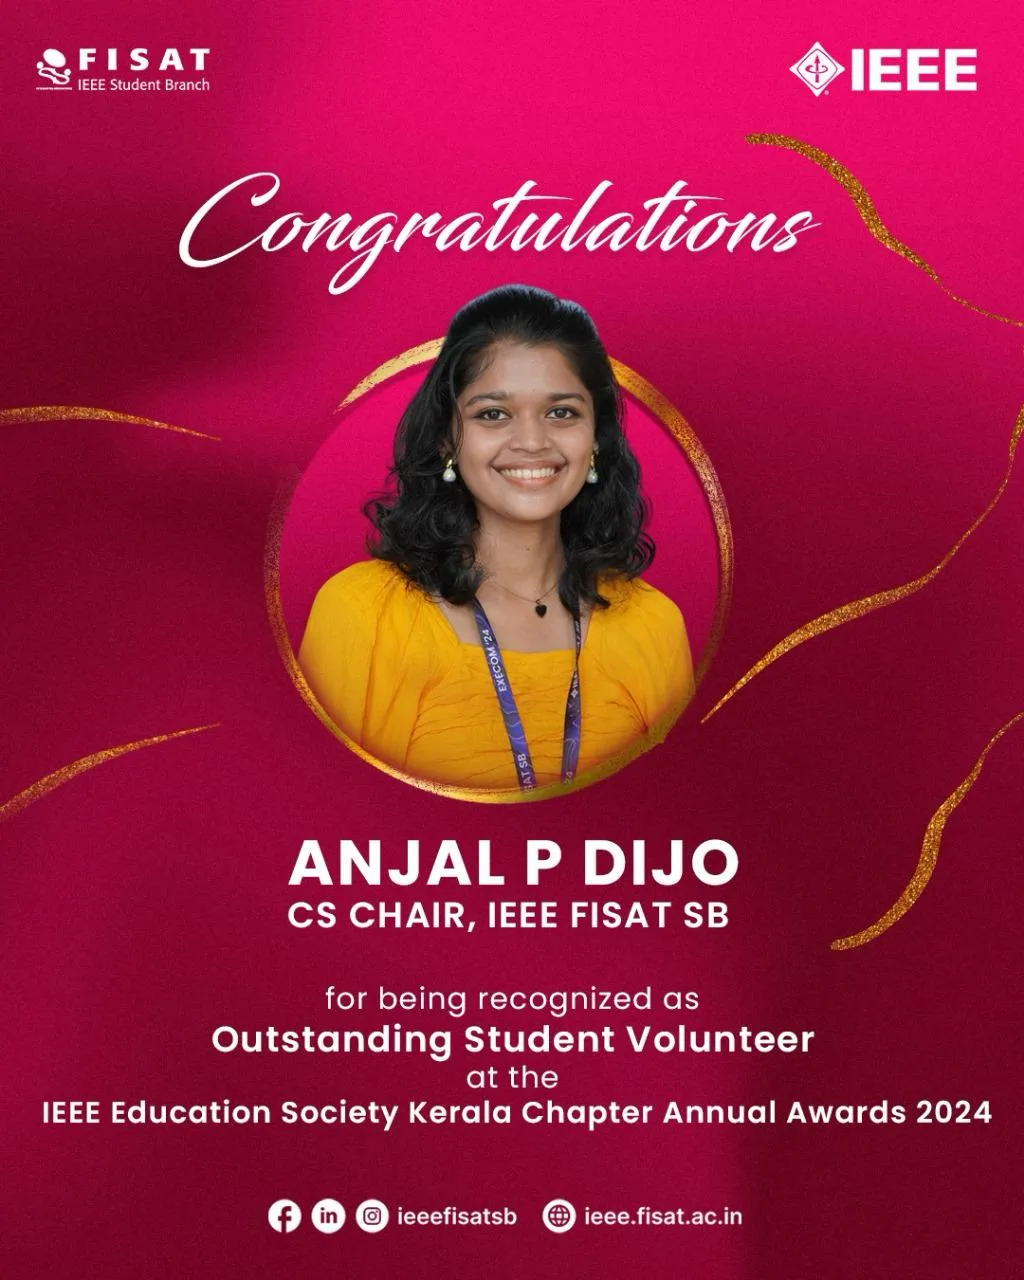 FISAT
IEEE Student Branch
IEEE
Congratulations
EXECOM '24
SAT SB
24
ANJAL P DIJO
CS CHAIR, IEEE FISAT SB
for being recognized as
Outstanding Student Volunteer
at the
IEEE Education Society Kerala Chapter Annual Awards 2024
ieeefisatsb
ieee.fisat.ac.in